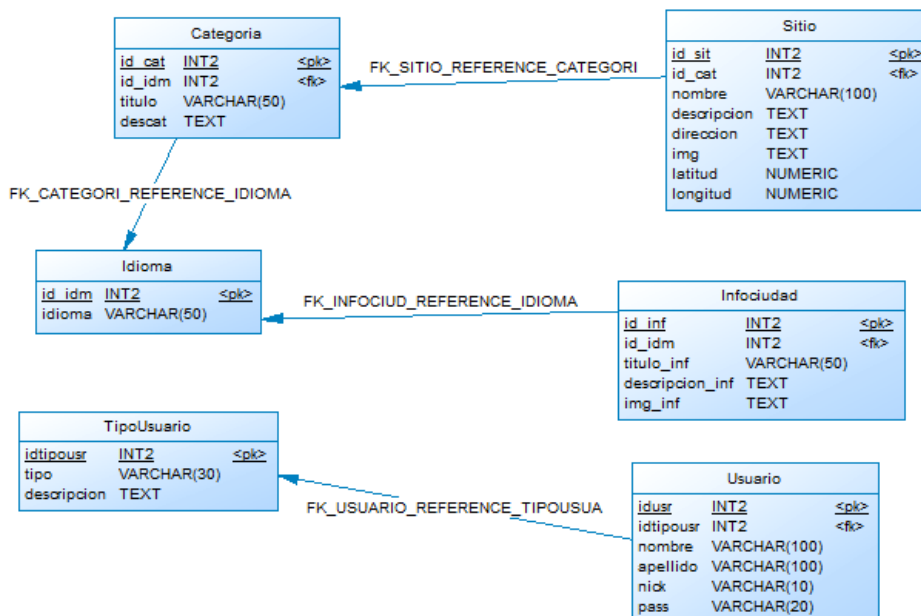 Categoria
id_cat INT2 <pk>
id_idm INT2 <fk>
titulo VARCHAR(50)
descat TEXT
FK_SITIO_REFERENCE_CATEGORI
Sitio
id_sit INT2 <pk>
id_cat INT2 <fk>
nombre VARCHAR(100)
descripcion TEXT
direccion TEXT
img TEXT
latitud NUMERIC
longitud NUMERIC
FK_CATEGORI_REFERENCE_IDIOMA
Idioma
id_idm INT2 <pk>
idioma VARCHAR(50)
FK_INFOCIUD_REFERENCE_IDIOMA
Infociudad
id_inf INT2 <pk>
id_idm INT2 <fk>
titulo_inf VARCHAR(50)
descripcion_inf TEXT
img_inf TEXT
TipoUsuario
idtipousr INT2 <pk>
tipo VARCHAR(30)
descripcion TEXT
FK_USUARIO_REFERENCE_TIPOUSUA
Usuario
idusr INT2 <pk>
idtipousr INT2 <fk>
nombre VARCHAR(100)
apellido VARCHAR(100)
nick VARCHAR(10)
pass VARCHAR(20)